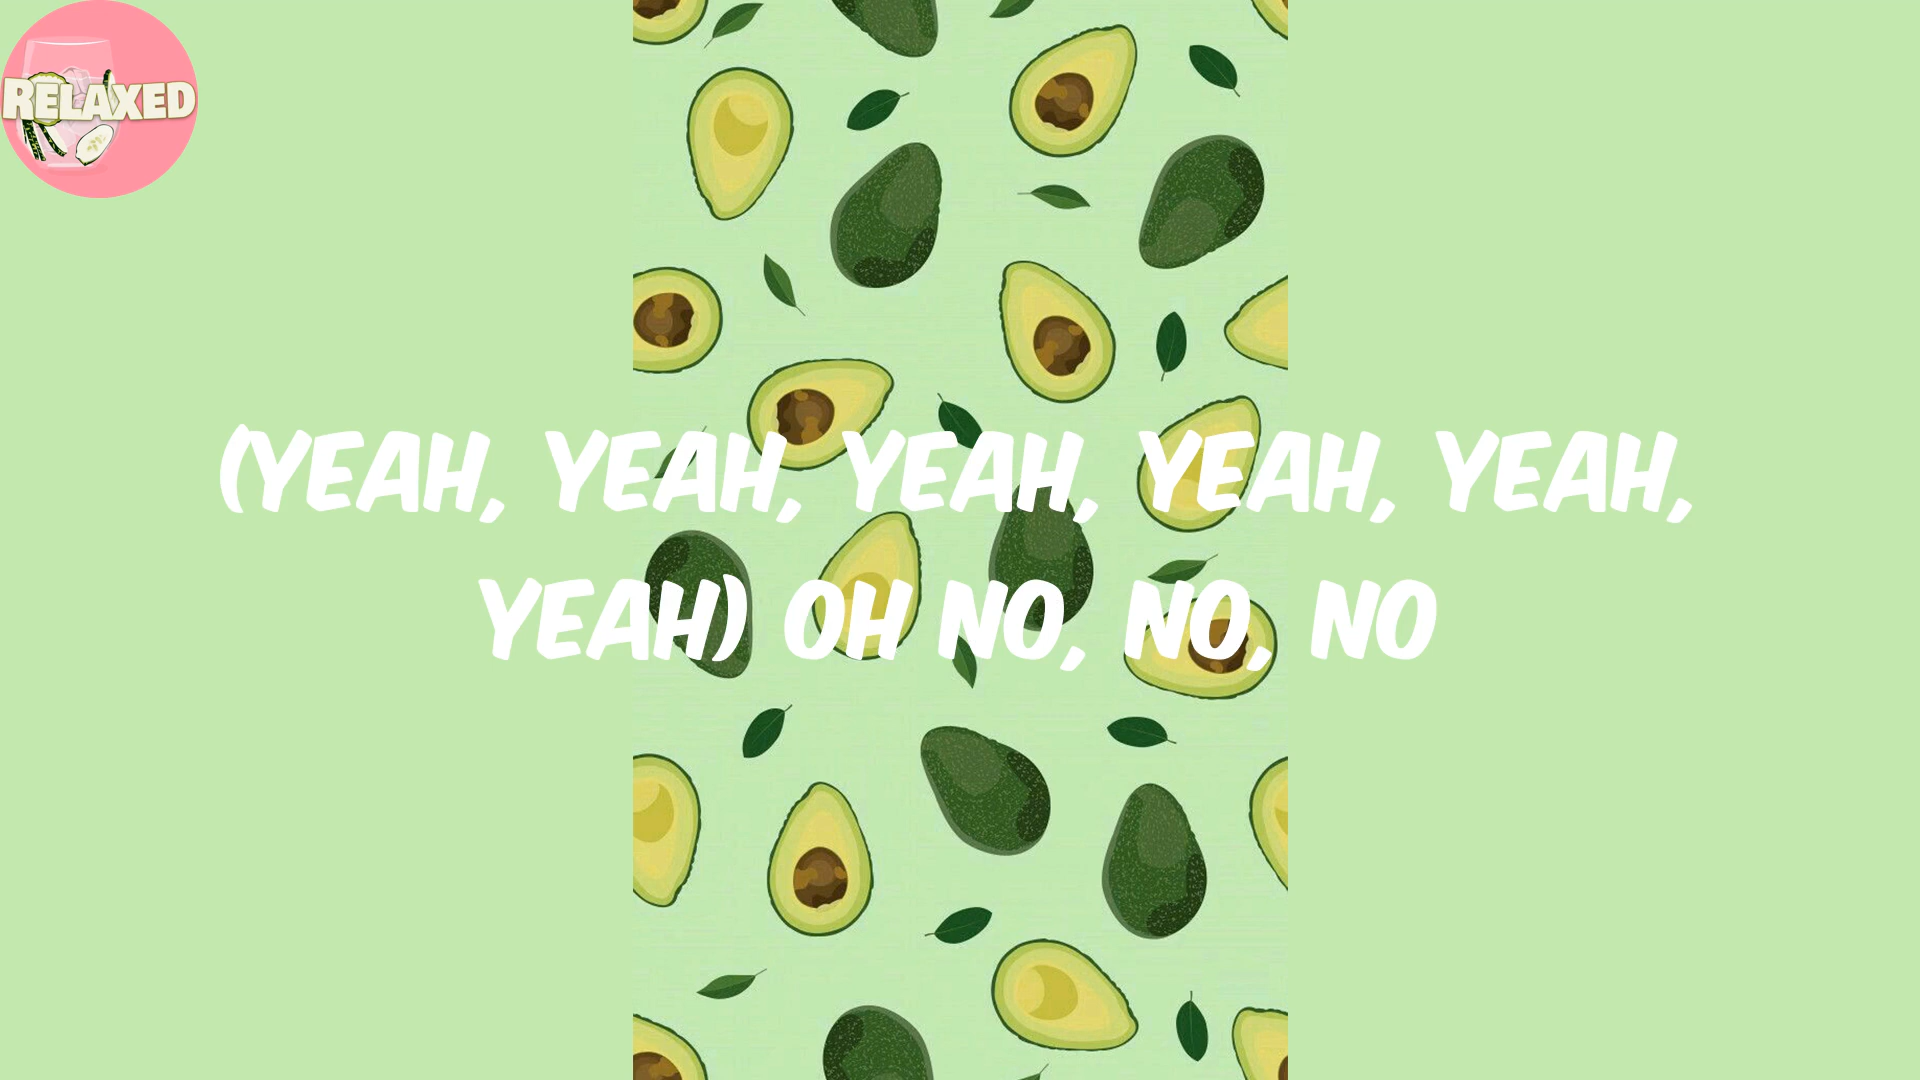 RELAXED
(YEAH, YEAH, YEAH, YEAH, YEAH,
YEAH) OH NO, NO, NO